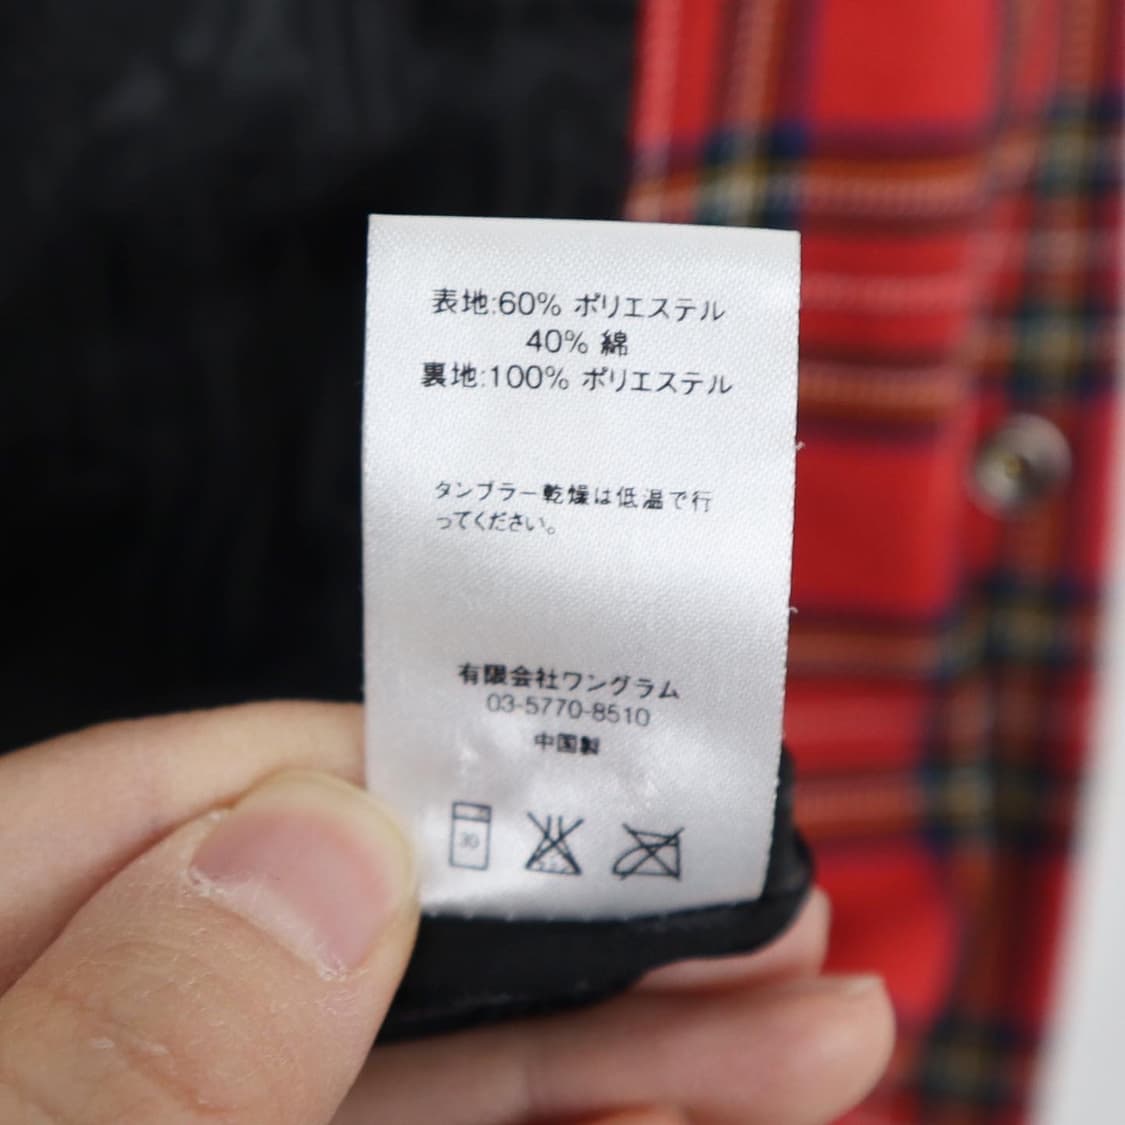 表地:60% ポリエステル
40% 綿
裏地:100% ポリエステル
タンブラー乾燥は低温で行
ってください。
有限会社ワングラム
03-5770-8510
中国製
30